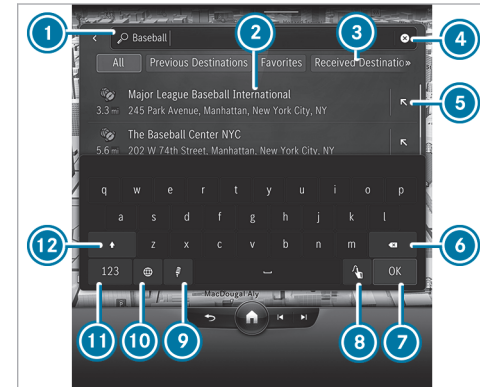 1
2
3
4
Baseball
All Previous Destinations Favorites Received Destinatio»
Major League Baseball International
3.3 mi 245 Park Avenue, Manhattan, New York City, NY
5
The Baseball Center NYC
5.6 mi 202 W 74th Street, Manhattan, New York City, NY
q w e r t y u i o p
a s d f g h j k l
12
z x c v b n m
6
123
OK
MacDougal Aly
11
10
9
8
7